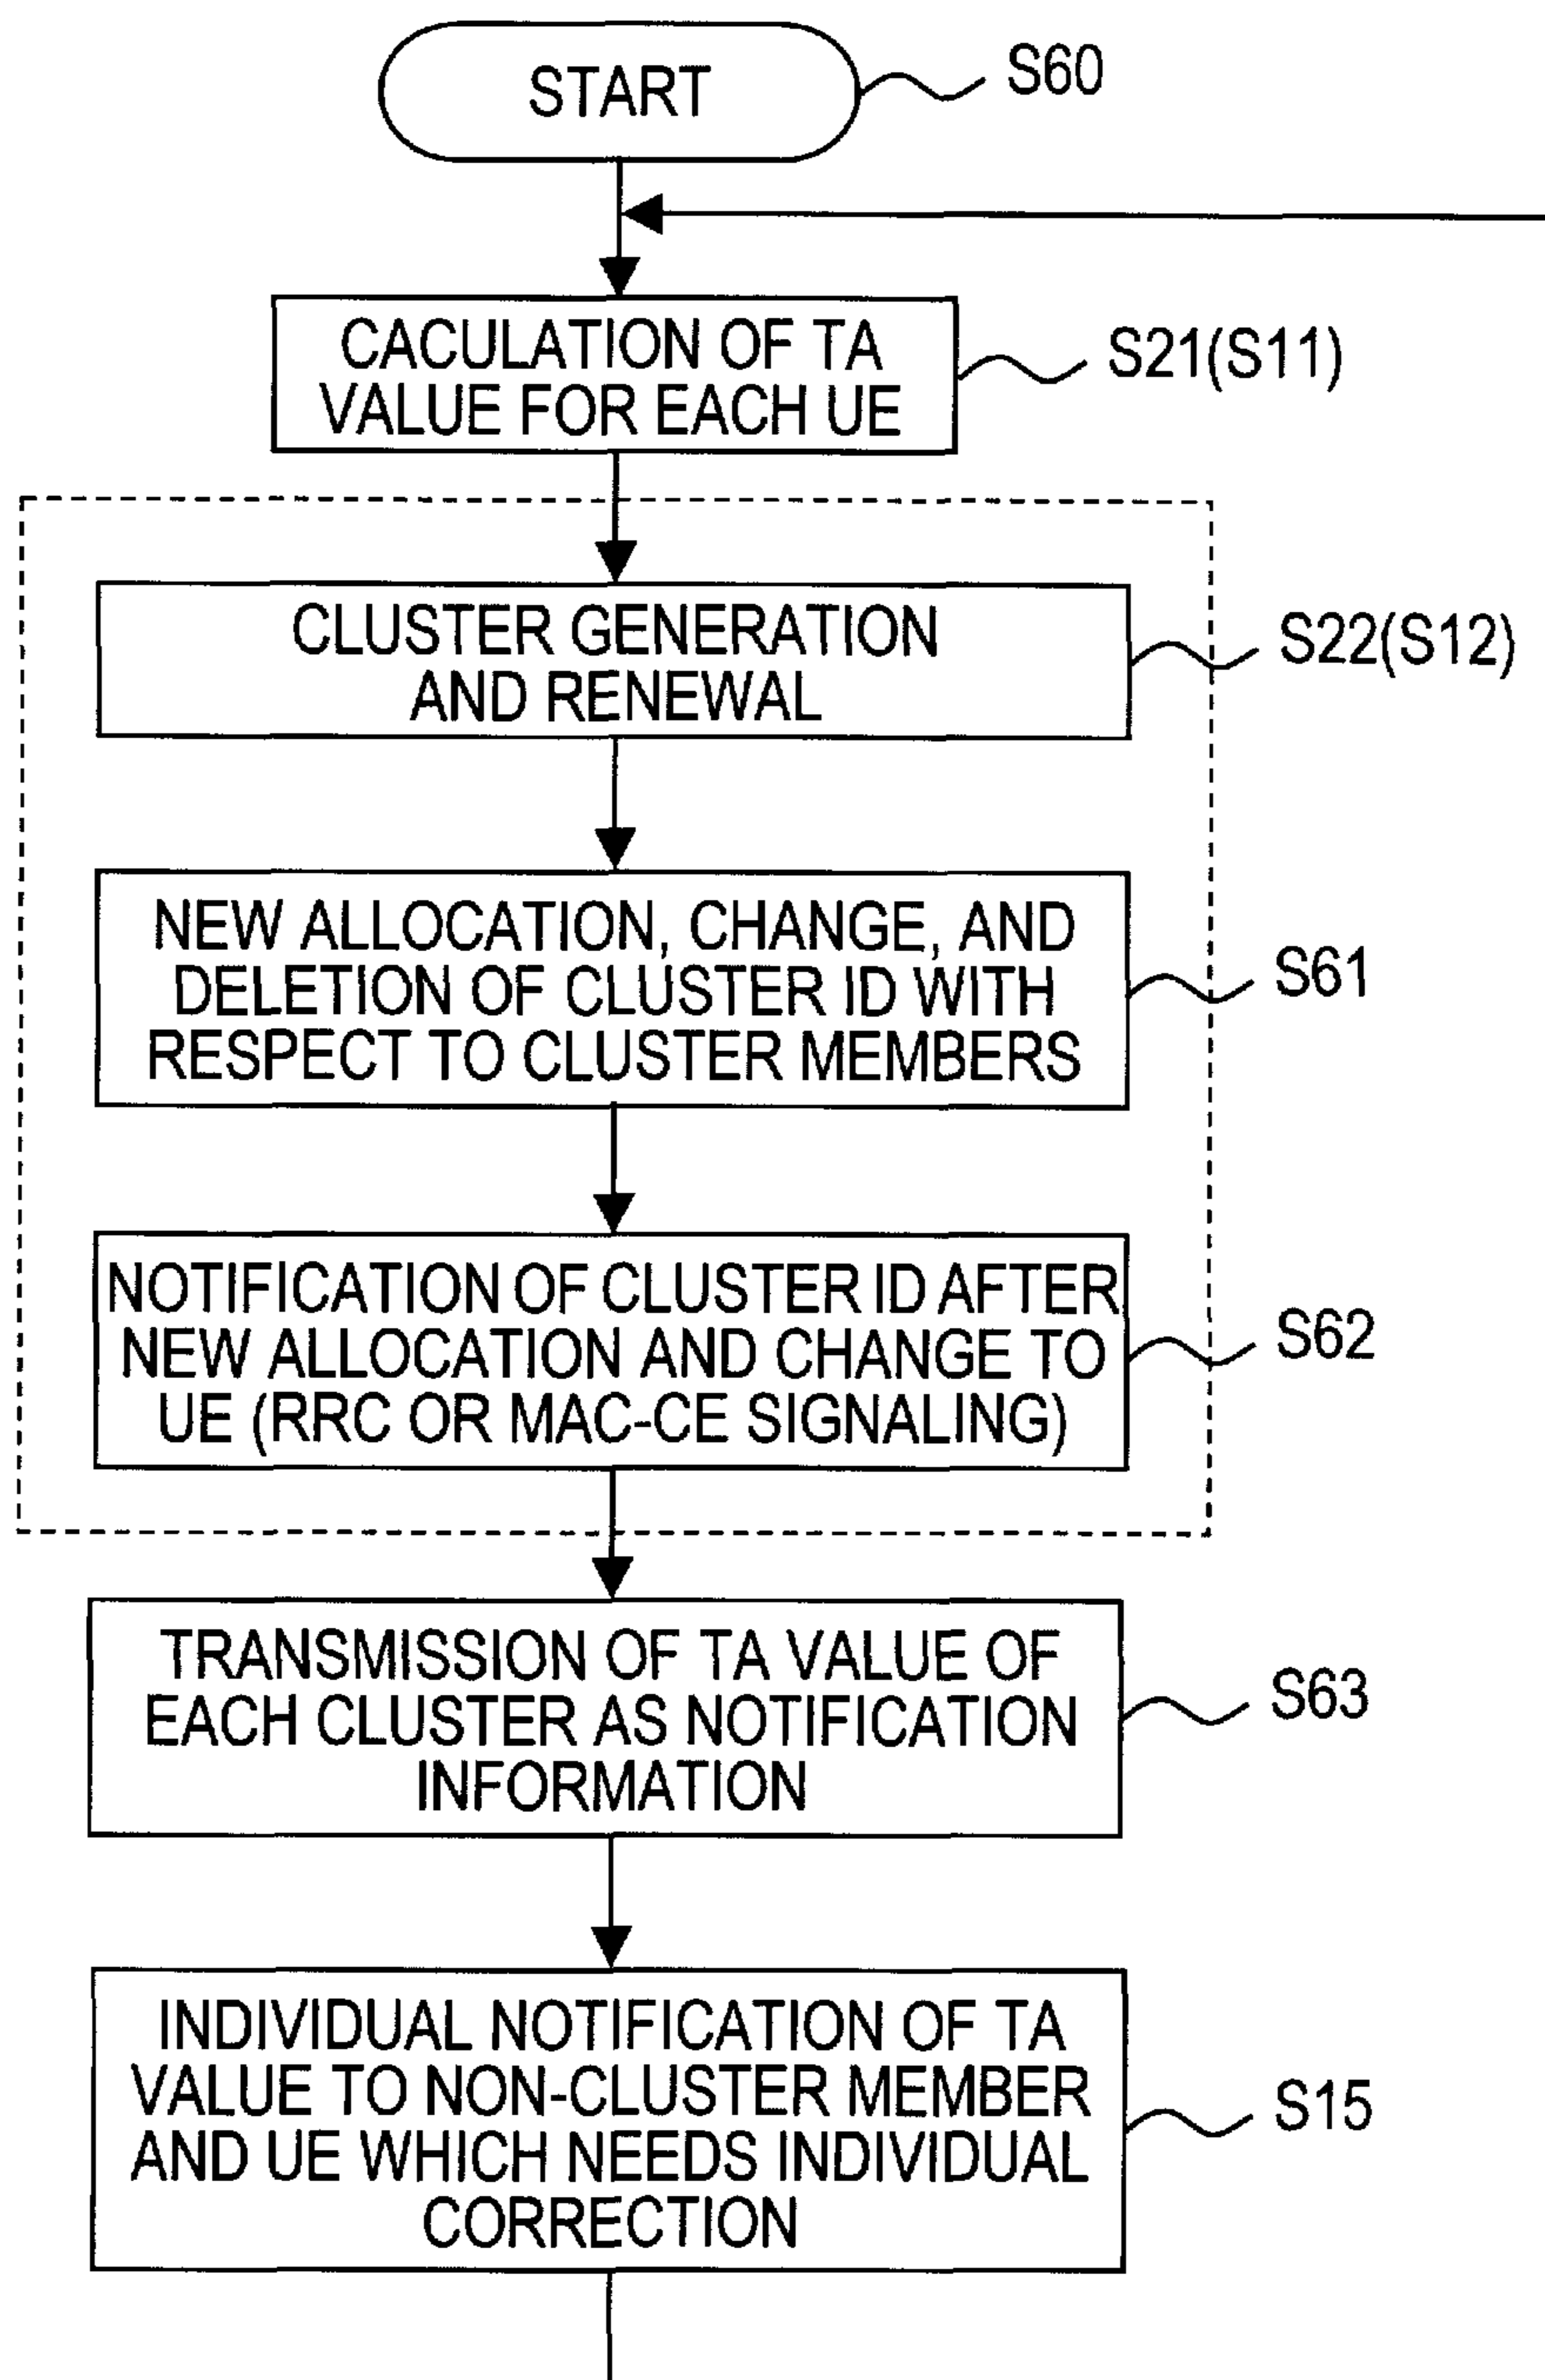 START
S60
CACULATION OF TA
VALUE FOR EACH UE
S21(S11)
CLUSTER GENERATION
AND RENEWAL
S22(S12)
NEW ALLOCATION, CHANGE, AND
DELETION OF CLUSTER ID WITH
RESPECT TO CLUSTER MEMBERS
S61
NOTIFICATION OF CLUSTER ID AFTER
NEW ALLOCATION AND CHANGE TO
UE (RRC OR MAC-CE SIGNALING)
S62
TRANSMISSION OF TA VALUE OF
EACH CLUSTER AS NOTIFICATION
INFORMATION
S63
INDIVIDUAL NOTIFICATION OF TA
VALUE TO NON-CLUSTER MEMBER
AND UE WHICH NEEDS INDIVIDUAL
CORRECTION
S15